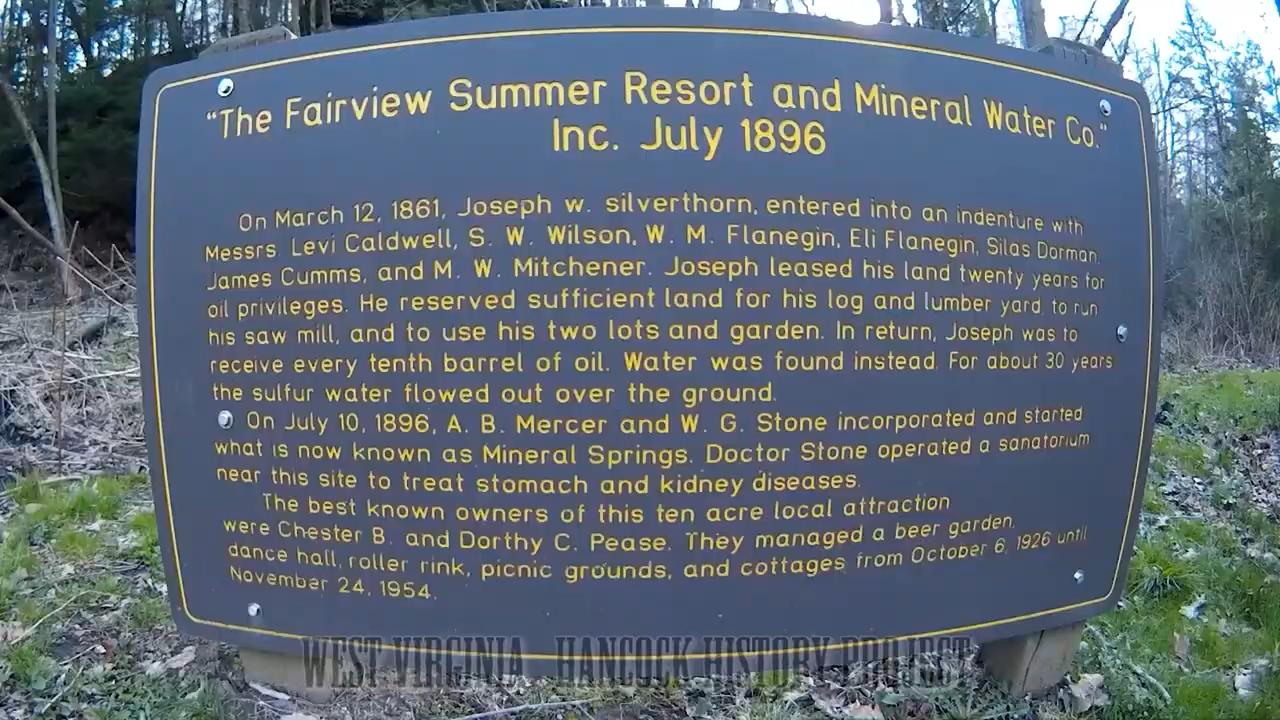 "The Fairview Summer Resort and Mineral Water Co."
Inc. July 1896
On March 12, 1861, Joseph w. silverthorn, entered into an indenture with
Messrs. Levi Caldwell, S. W. Wilson, W. M. Flanegin, Eli Flanegin, Silas Dorman,
James Cumms, and M. W. Mitchener. Joseph leased his land twenty years for
oil privileges. He reserved sufficient land for his log and lumber yard, to run
his saw mill, and to use his two lots and garden. In return, Joseph was to
receive every tenth barrel of oil. Water was found instead. For about 30 years
the sulfur water flowed out over the ground.
On July 10, 1896, A. B. Mercer and W. G. Stone incorporated and started
what is now known as Mineral Springs. Doctor Stone operated a sanatorium
near this site to treat stomach and kidney diseases.
The best known owners of this ten acre local attraction
were Chester B. and Dorthy C. Pease. They managed a beer garden,
dance hall, roller rink, picnic grounds, and cottages from October 6, 1926 until
November 24, 1954.
WEST VIRGINIA HANCOCK HISTORY PROJECT